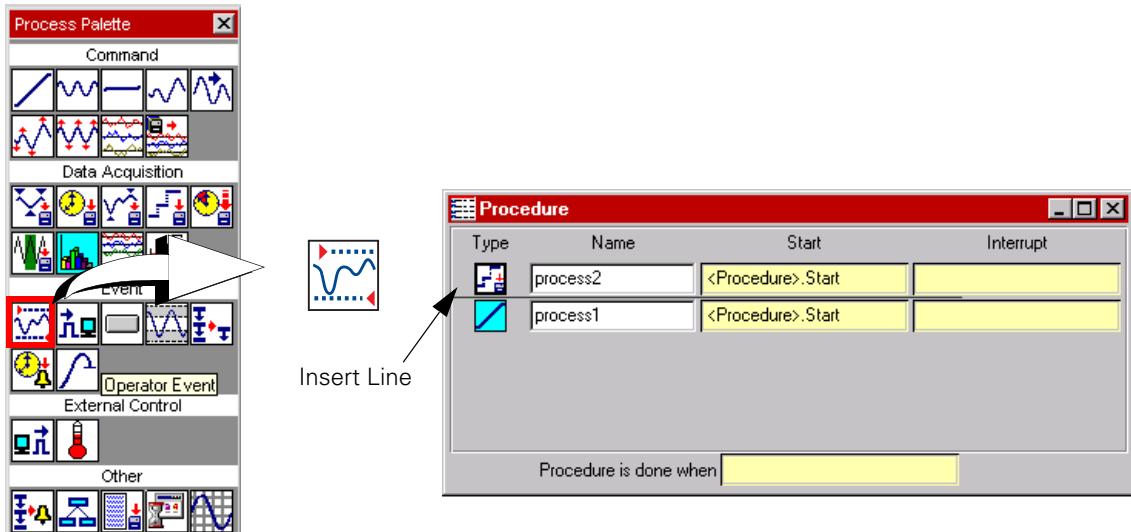 Process Palette
Command
Data Acquisition
Event
Operator Event
External Control
Other
Insert Line
Procedure
Type Name Start Interrupt
process2 <Procedure>.Start
process1 <Procedure>.Start
Procedure is done when